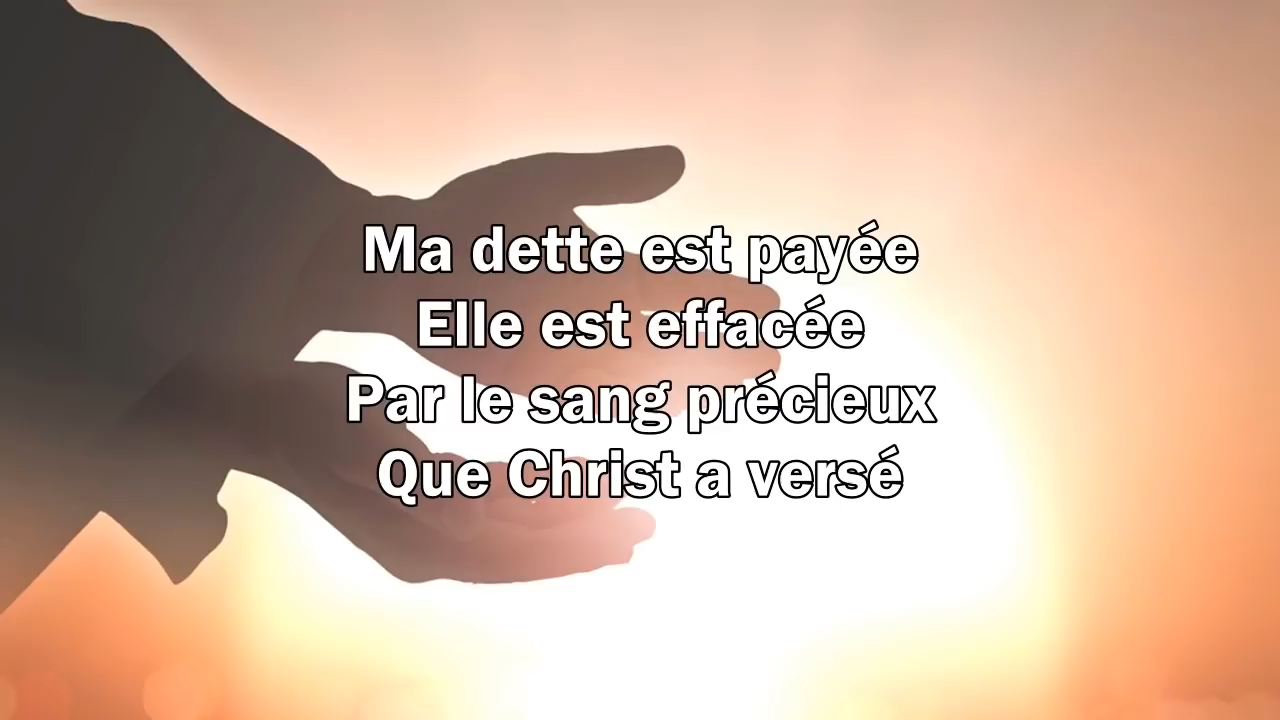 Ma dette est payée
Elle est effacée
Par le sang précieux
Que Christ a versé